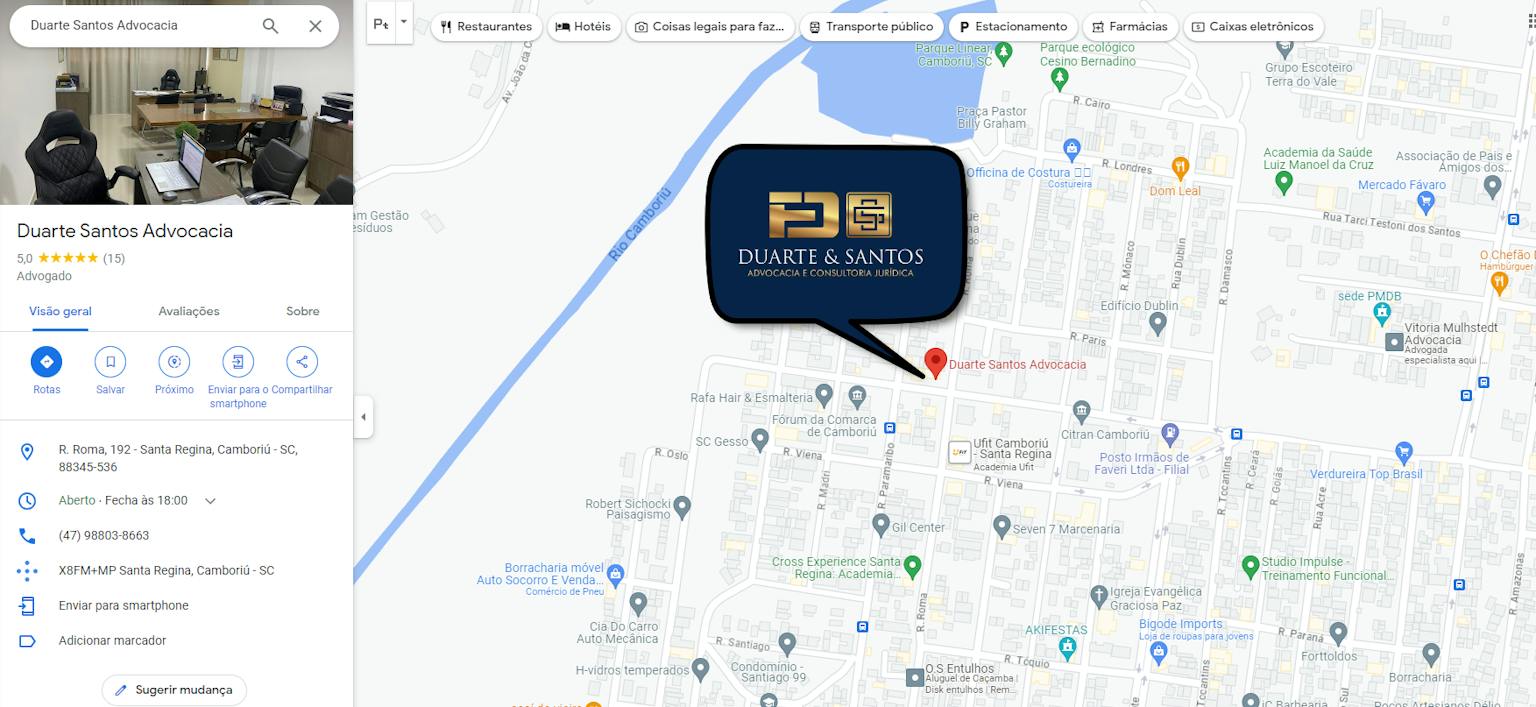 Duarte Santos Advocacia
Duarte Santos Advocacia
5,0 ★★★★★ (15)
Advogado
Visão geral
Avaliações
Sobre
Rotas
Salvar
Próximo
Enviar para o
smartphone
Compartilhar
R. Roma, 192 - Santa Regina, Camboriú - SC,
88345-536
Aberto · Fecha às 18:00
(47) 98803-8663
X8FM+MP Santa Regina, Camboriú - SC
Enviar para smartphone
Adicionar marcador
Sugerir mudança
Restaurantes
Hotéis
Coisas legais para faz...
Transporte público
Estacionamento
Farmácias
Caixas eletrônicos
Parque Linear,
Camboriú, SC
Parque ecológico
Cesino Bernadino
Grupo Escoteiro
Terra do Vale
Av. João da C
R. Cairo
Praça Pastor
Billy Graham
R. Londres
Officina de Costura
Costureira
Dom Leal
Academia da Saúde
Luiz Manoel da Cruz
Associação de Pais e
Amigos dos...
Mercado Fávaro
Rua Tarci Testoni dos Santos
am Gestão
esíduos
Rio Camboriú
DUARTE & SANTOS
ADVOCACIA E CONSULTORIA JURÍDICA
R. Mônaco
Rua Dublin
R. Damasco
O Chefão
Hambúrguer
sede PMDB
Edifício Dublin
Vitoria Mulhstedt
Advocacia
Advogada
especialista aqui
R. Paris
Duarte Santos Advocacia
Rafa Hair & Esmalteria
Fórum da Comarca
de Camboriú
SC Gesso
R. Oslo
R. Viena
R. Madri
R. Paramaribo
Ufit Camboriú
- Santa Regina
Academia Ufit
Citran Camboriú
Posto Irmãos de
Faveri Ltda - Filial
Verdureira Top Brasil
R. Viena
R. Tocantins
R. Ceará
R. Goiás
Rua Acre
Robert Sichocki
Paisagismo
Gil Center
Seven 7 Marcenaria
Cross Experience Santa
Regina: Academia...
Studio Impulse -
Treinamento Funcional...
Borracharia móvel
Auto Socorro E Venda...
Comércio de Pneu
Igreja Evangélica
Graciosa Paz
R. Amazonas
R. Roma
Cia Do Carro
Auto Mecânica
AKIFESTAS
Bigode Imports
Loja de roupas para jovens
R. Paraná
Forttoldos
R. Santiago
R. Tóquio
H-vidros temperados
Condomínio -
Santiago 99
O.S Entulhos
Aluguel de Caçamba |
Disk entulhos | Rem...
R. Tocantins
Borracharia
JC Barbearia
Poços Artesianos Délio